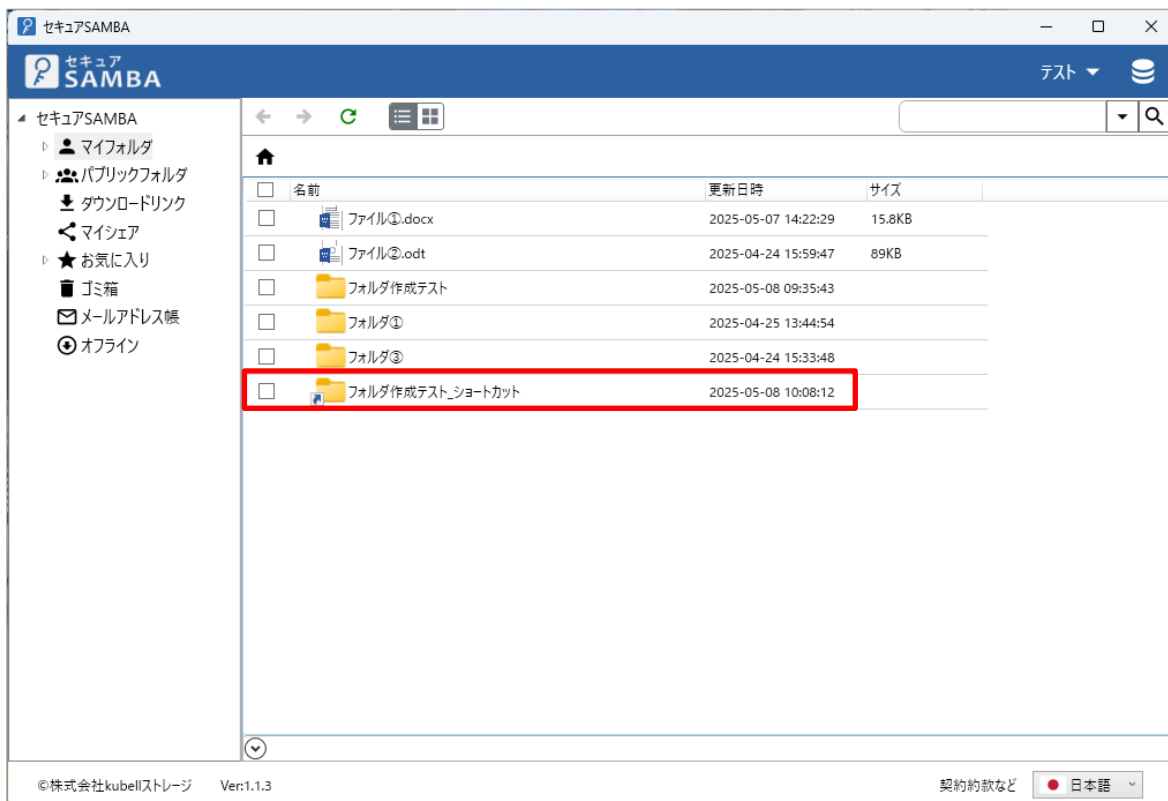 セキュアSAMBA
セキュア
SAMBA
テスト
セキュアSAMBA
マイフォルダ
パブリックフォルダ
ダウンロードリンク
マイシェア
お気に入り
ゴミ箱
メールアドレス帳
オフライン
名前 更新日時 サイズ
ファイル①.docx 2025-05-07 14:22:29 15.8KB
ファイル②.odt 2025-04-24 15:59:47 89KB
フォルダ作成テスト 2025-05-08 09:35:43
フォルダ① 2025-04-25 13:44:54
フォルダ③ 2025-04-24 15:33:48
フォルダ作成テスト_ショートカット 2025-05-08 10:08:12
©株式会社kubellストレージ Ver:1.1.3 契約約款など 日本語